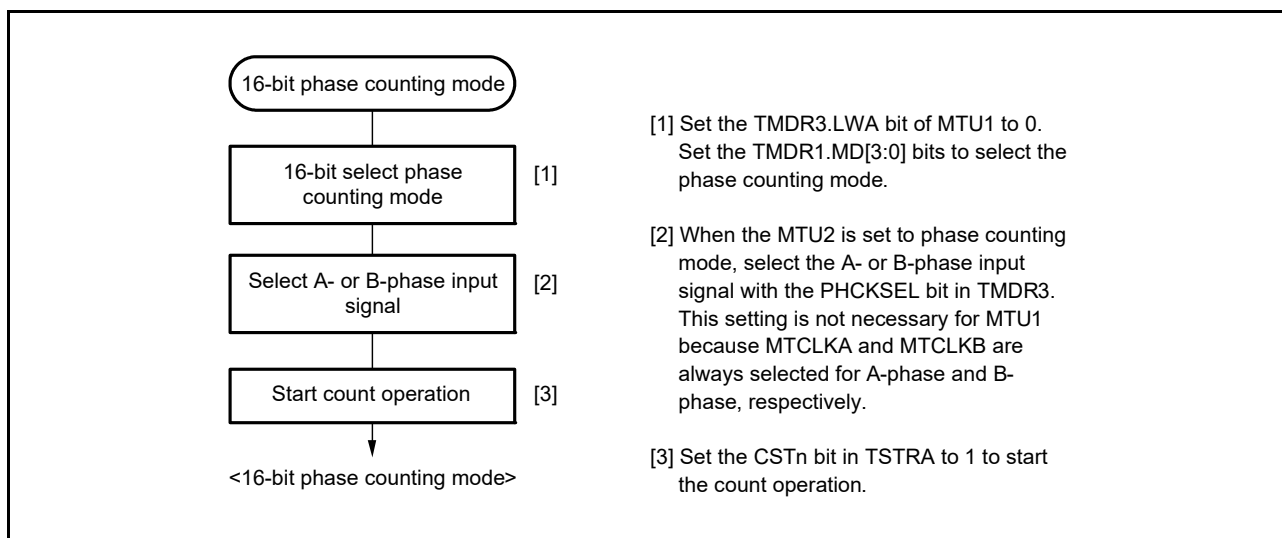 16-bit phase counting mode
16-bit select phase
counting mode
[1]
Select A- or B-phase input
signal
[2]
Start count operation
[3]
<16-bit phase counting mode>
[1] Set the TMDR3.LWA bit of MTU1 to 0.
Set the TMDR1.MD[3:0] bits to select the
phase counting mode.
[2] When the MTU2 is set to phase counting
mode, select the A- or B-phase input
signal with the PHCKSEL bit in TMDR3.
This setting is not necessary for MTU1
because MTCLKA and MTCLKB are
always selected for A-phase and B-
phase, respectively.
[3] Set the CSTn bit in TSTRA to 1 to start
the count operation.